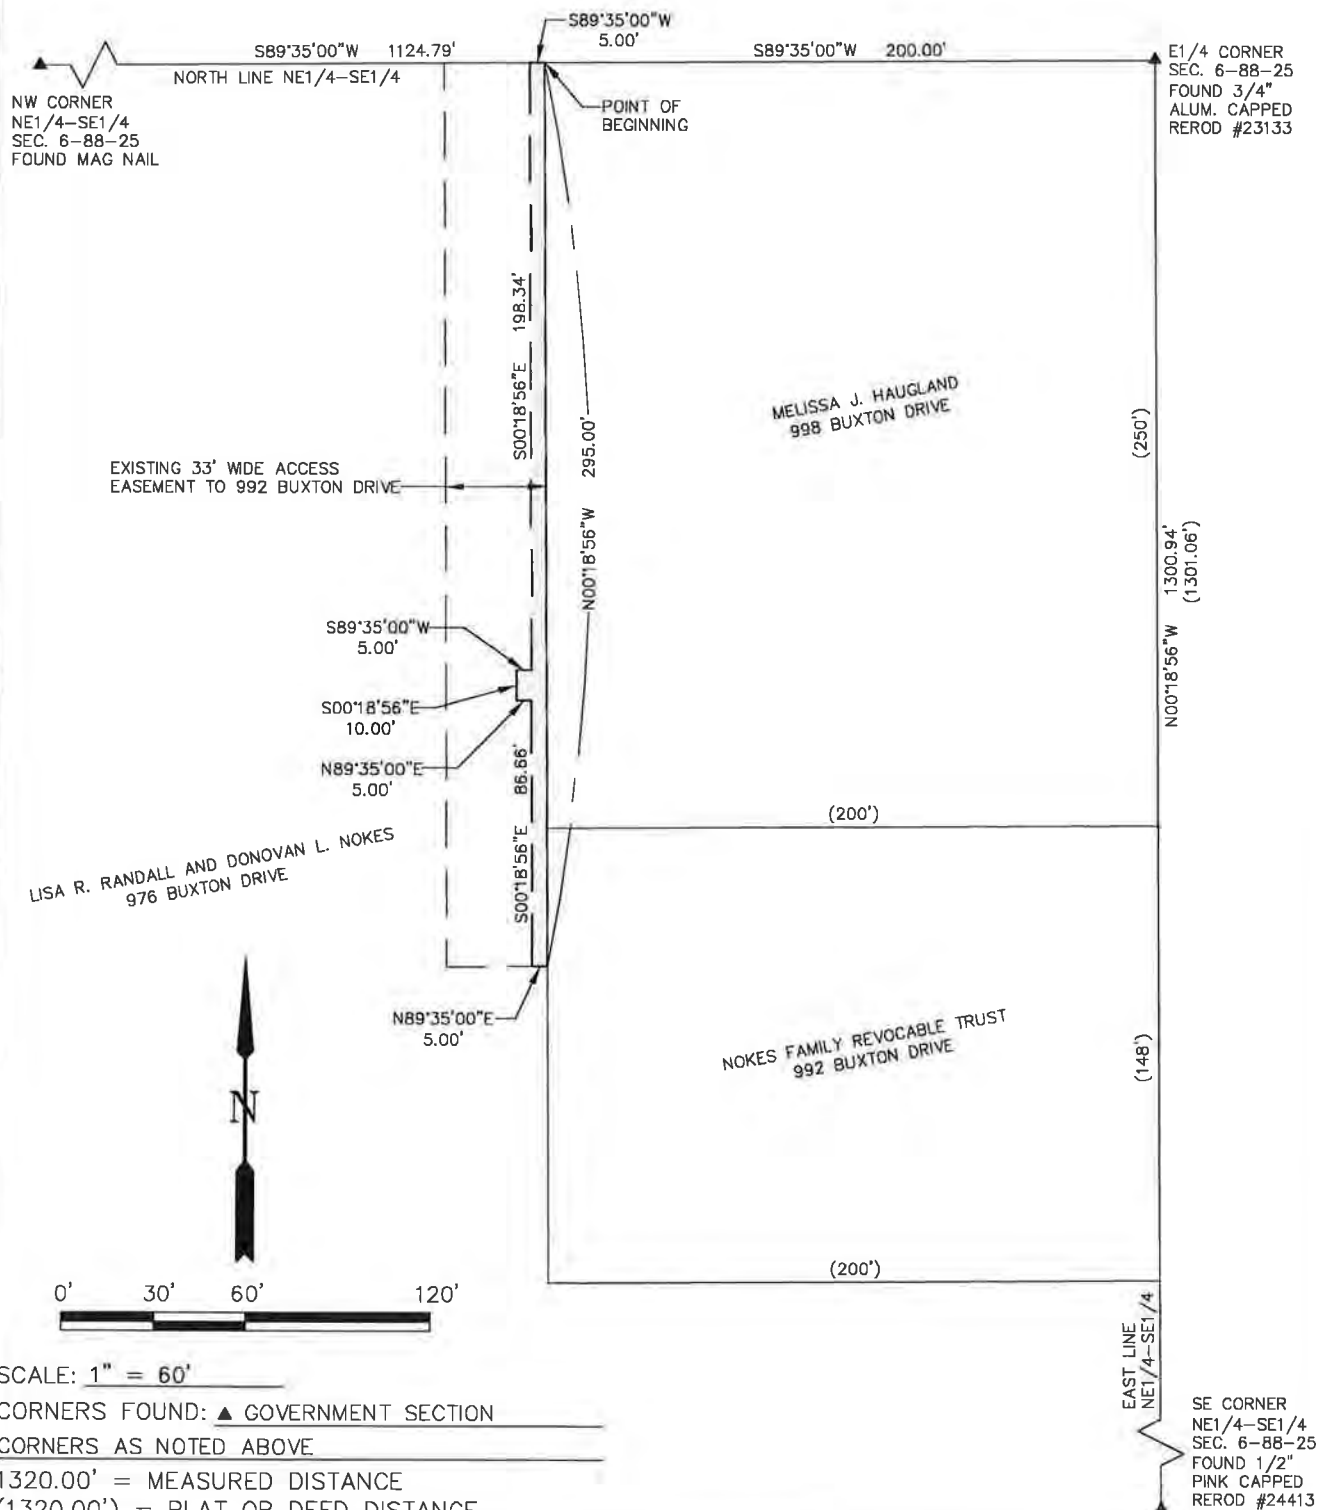 S89°35'00"W
5.00'
S89°35'00"W 1124.79'
NORTH LINE NE1/4-SE1/4
S89°35'00"W 200.00'
E1/4 CORNER
SEC. 6-88-25
FOUND 3/4"
ALUM. CAPPED
REROD #23133
NW CORNER
NE1/4-SE1/4
SEC. 6-88-25
FOUND MAG NAIL
POINT OF
BEGINNING
S00°18'56"E 198.34'
N00°18'56"W 295.00'
MELISSA J. HAUGLAND
998 BUXTON DRIVE
(250')
EXISTING 33' WIDE ACCESS
EASEMENT TO 992 BUXTON DRIVE
N00°18'56"W 1300.94'
(1301.06')
S89°35'00"W
5.00'
S00°18'56"E
10.00'
N89°35'00"E
5.00'
S00°18'56"E 86.66'
(200')
LISA R. RANDALL AND DONOVAN L. NOKES
976 BUXTON DRIVE
N89°35'00"E
5.00'
NOKES FAMILY REVOCABLE TRUST
992 BUXTON DRIVE
(148')
N
(200')
0' 30' 60' 120'
EAST LINE
NE1/4-SE1/4
SCALE: 1" = 60'
CORNERS FOUND: ▲ GOVERNMENT SECTION
CORNERS AS NOTED ABOVE
1320.00' = MEASURED DISTANCE
(1320.00') = PLAT OR DEED DISTANCE
SE CORNER
NE1/4-SE1/4
SEC. 6-88-25
FOUND 1/2"
PINK CAPPED
REROD #24413